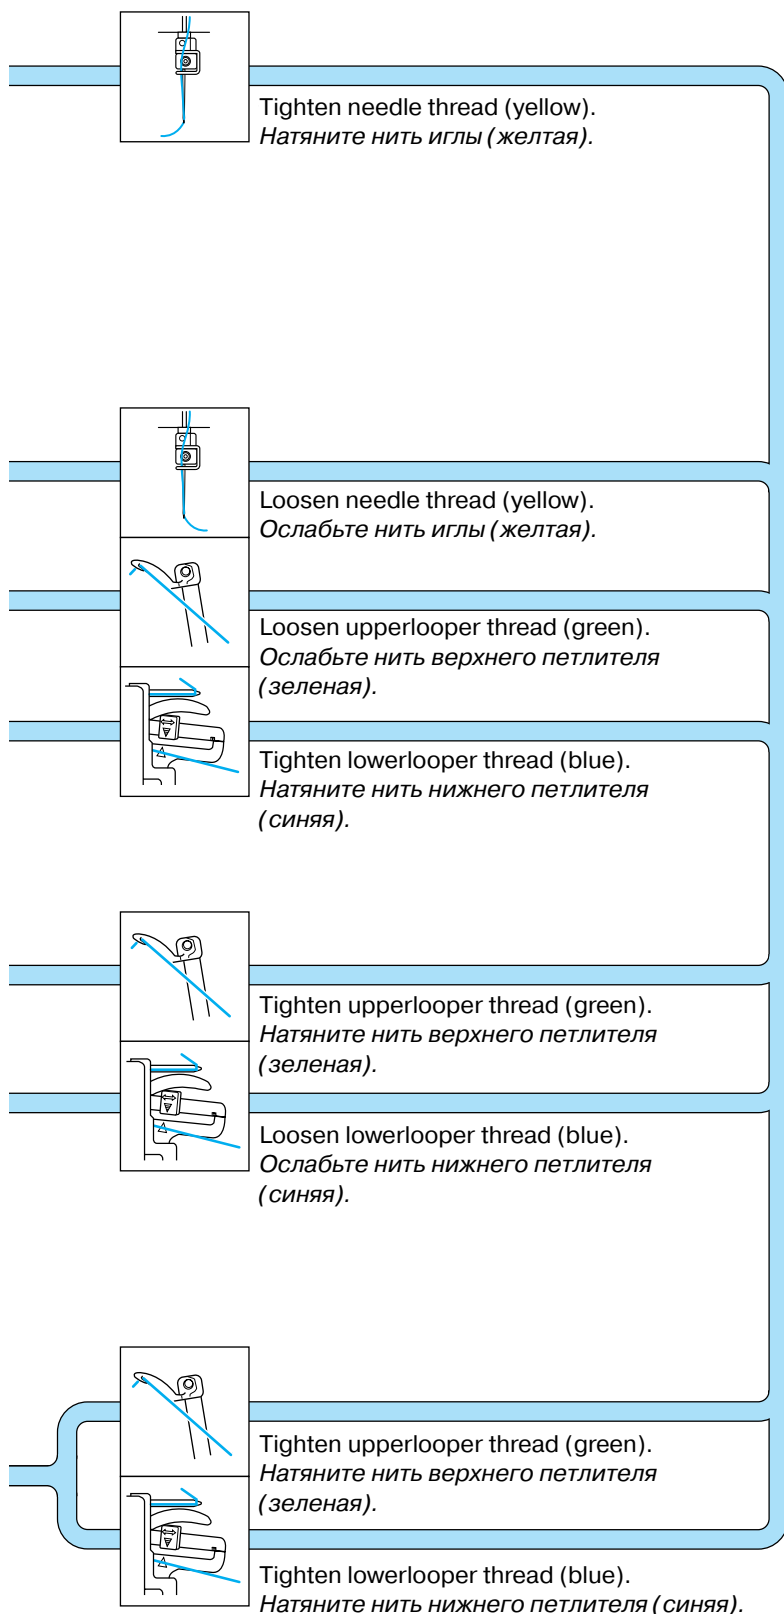 Tighten needle thread (yellow).
Натяните нить иглы (желтая).
Loosen needle thread (yellow).
Ослабьте нить иглы (желтая).
Loosen upperlooper thread (green).
Ослабьте нить верхнего петлителя
(зеленая).
Tighten lowerlooper thread (blue).
Натяните нить нижнего петлителя
(синяя).
Tighten upperlooper thread (green).
Натяните нить верхнего петлителя
(зеленая).
Loosen lowerlooper thread (blue).
Ослабьте нить нижнего петлителя
(синяя).
Tighten upperlooper thread (green).
Натяните нить верхнего петлителя
(зеленая).
Tighten lowerlooper thread (blue).
Натяните нить нижнего петлителя (синяя).